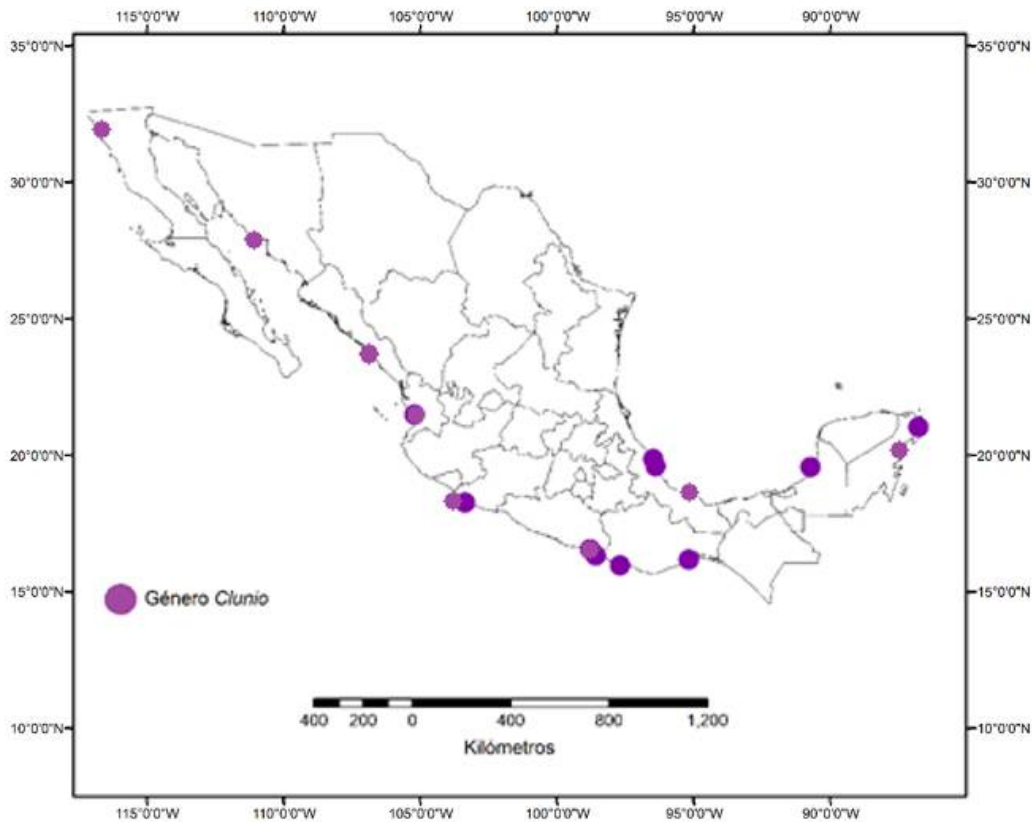 115°0'0"W 110°0'0"W 105°0'0"W 100°0'0"W 95°0'0"W 90°0'0"W
35°0'0"N 35°0'0"N
30°0'0"N 30°0'0"N
25°0'0"N 25°0'0"N
20°0'0"N 20°0'0"N
15°0'0"N 15°0'0"N
Género Clunio
10°0'0"N 10°0'0"N
400 200 0 400 800 1,200
Kilómetros
115°0'0"W 110°0'0"W 105°0'0"W 100°0'0"W 95°0'0"W 90°0'0"W